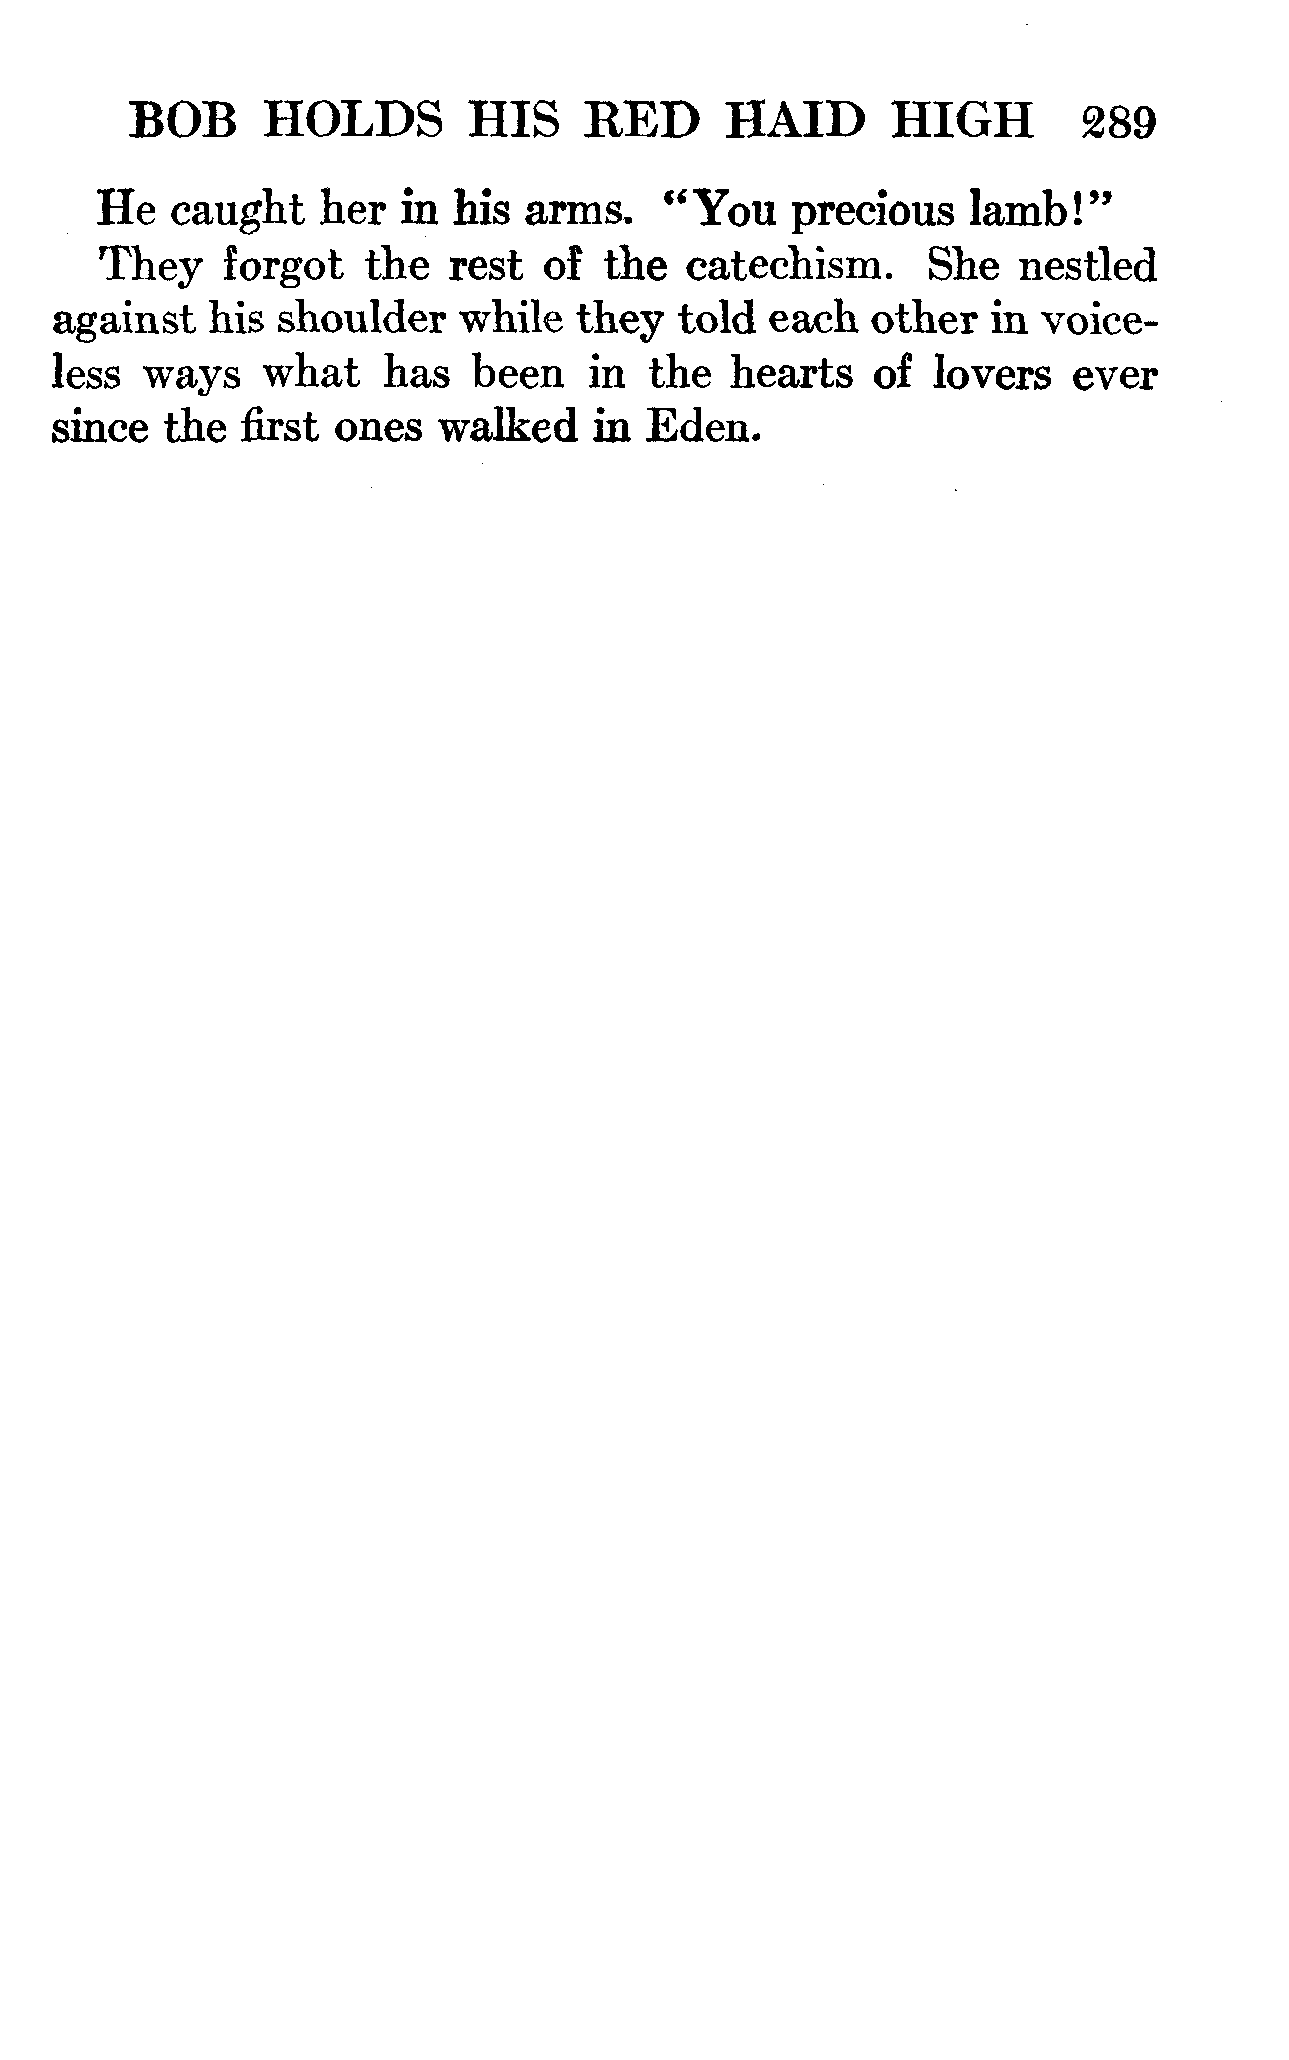 BOB HOLDS HIS RED HAID HIGH 289
He caught her in his arms. “You precious lamb!”
They forgot the rest of the catechism. She nestled
against his shoulder while they told each other in voice-
less ways what has been in the hearts of lovers ever
since the first ones walked in Eden.